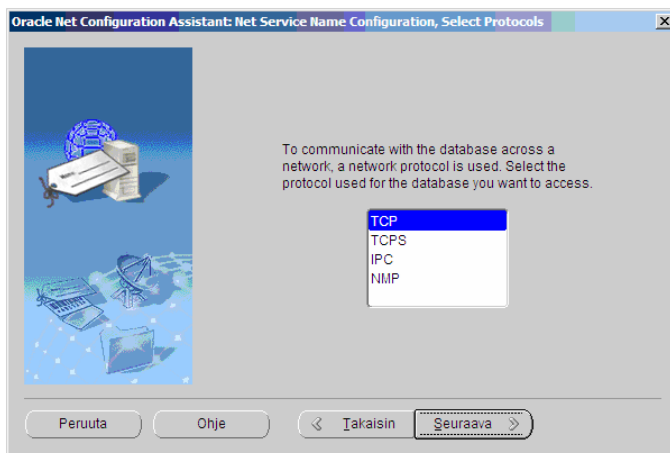 Oracle Net Configuration Assistant: Net Service Name Configuration, Select Protocols
To communicate with the database across a
network, a network protocol is used. Select the
protocol used for the database you want to access.
TCP
TCPS
IPC
NMP
Peruuta
Ohje
Takaisin
Seuraava